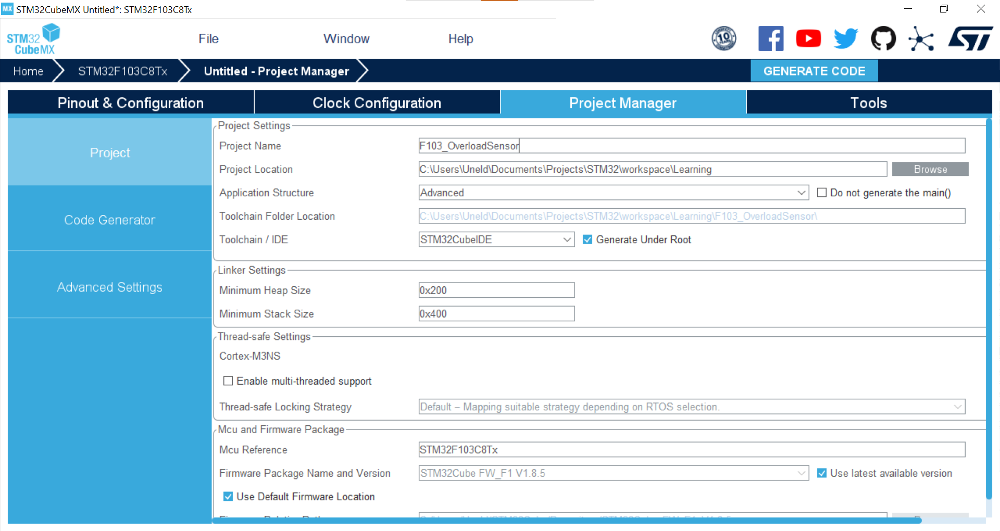 MX STM32CubeMX Untitled*: STM32F103C8Tx
STM32 CubeMX
File Window Help
10 YEARS
Home STM32F103C8Tx Untitled - Project Manager GENERATE CODE
Pinout & Configuration Clock Configuration Project Manager Tools
Project
Code Generator
Advanced Settings
Project Settings
Project Name F103_OverloadSensor
Project Location C:\Users\Uneld\Documents\Projects\STM32\workspace\Learning Browse
Application Structure Advanced Do not generate the main()
Toolchain Folder Location C:\Users\Uneld\Documents\Projects\STM32\workspace\Learning\F103_OverloadSensor\
Toolchain / IDE STM32CubeIDE Generate Under Root
Linker Settings
Minimum Heap Size 0x200
Minimum Stack Size 0x400
Thread-safe Settings
Cortex-M3NS
Enable multi-threaded support
Thread-safe Locking Strategy Default – Mapping suitable strategy depending on RTOS selection.
Mcu and Firmware Package
Mcu Reference STM32F103C8Tx
Firmware Package Name and Version STM32Cube FW_F1 V1.8.5 Use latest available version
Use Default Firmware Location